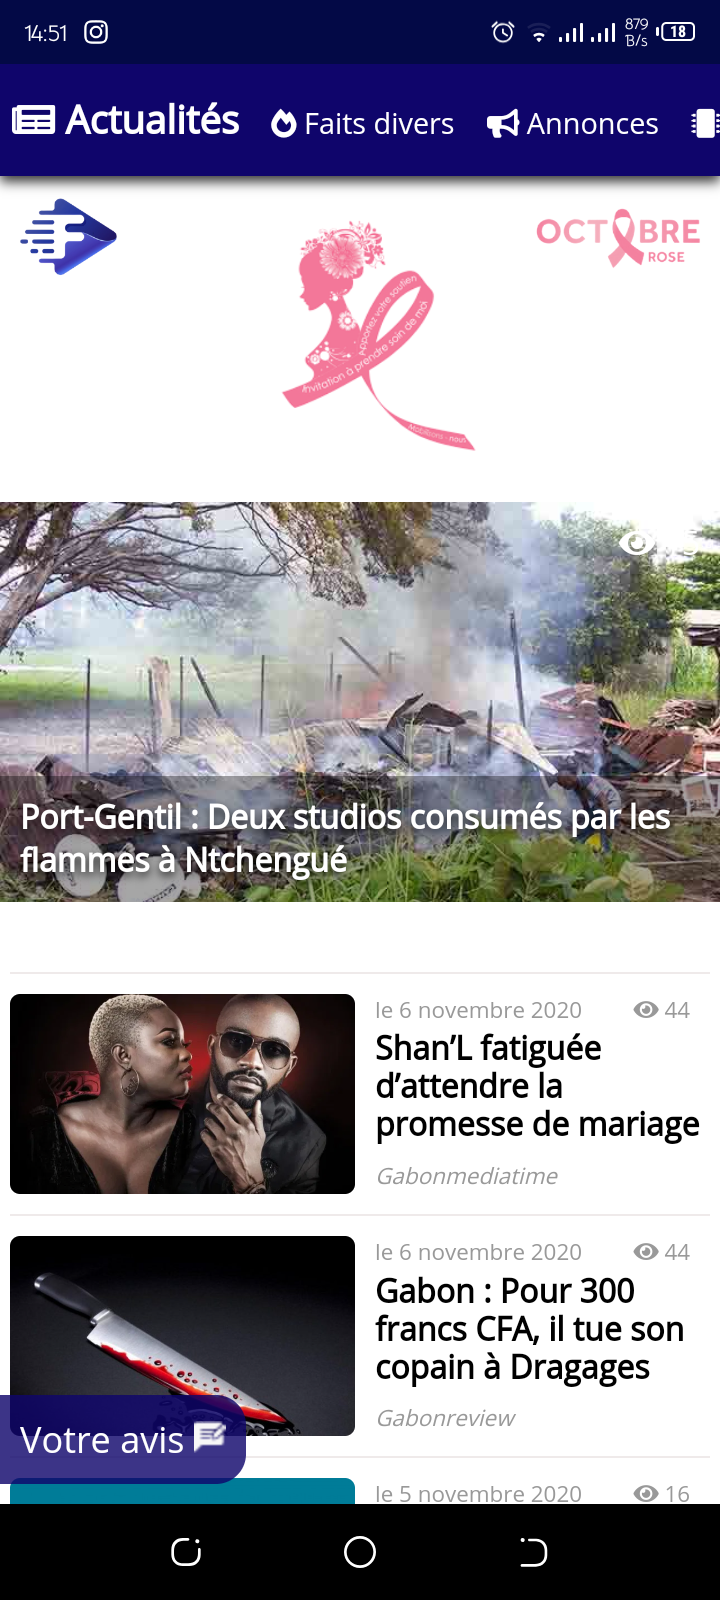 14:51
879
B/s
18
Actualités
Faits divers
Annonces
OCTOBRE
ROSE
Apportez votre soutien
Invitation à prendre soin de moi
Mobilisons - nous
Port-Gentil : Deux studios consumés par les
flammes à Ntchengué
le 6 novembre 2020 44
Shan’L fatiguée
d’attendre la
promesse de mariage
Gabonmediatime
le 6 novembre 2020 44
Gabon : Pour 300
francs CFA, il tue son
copain à Dragages
Gabonreview
Votre avis
le 5 novembre 2020 16